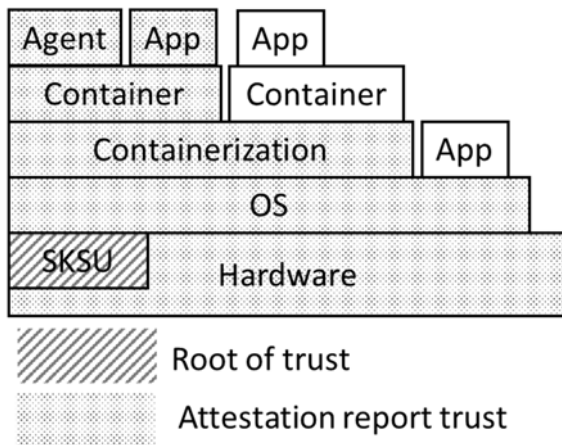 Agent App App
Container Container
Containerization App
OS
SKSU
Hardware
Root of trust
Attestation report trust